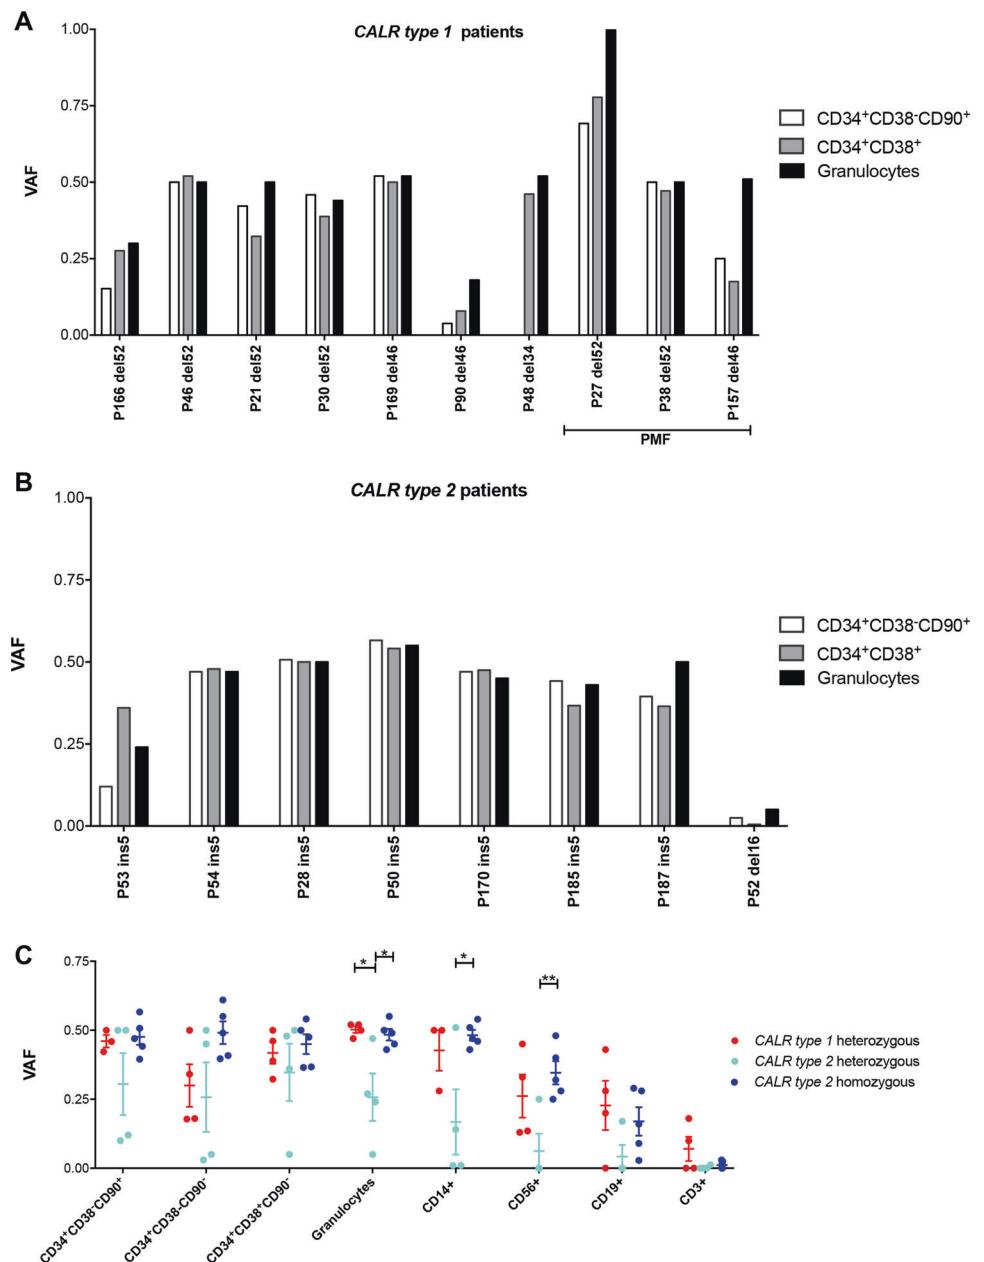 A
CALR type 1 patients
VAF
1.00
0.75
0.50
0.25
0.00
CD34⁺CD38⁻CD90⁺
CD34⁺CD38⁺
Granulocytes
P166 del52
P46 del52
P21 del52
P30 del52
P169 del46
P90 del46
P48 del34
P27 del52
P38 del52
P157 del46
PMF
B
CALR type 2 patients
VAF
1.00
0.75
0.50
0.25
0.00
CD34⁺CD38⁻CD90⁺
CD34⁺CD38⁺
Granulocytes
P53 ins5
P54 ins5
P28 ins5
P50 ins5
P170 ins5
P185 ins5
P187 ins5
P52 del16
C
VAF
0.75
0.50
0.25
0.00
*
*
*
**
CALR type 1 heterozygous
CALR type 2 heterozygous
CALR type 2 homozygous
CD34⁺CD38⁻CD90⁺
CD34⁺CD38-CD90⁻
CD34⁺CD38⁺CD90⁻
Granulocytes
CD14+
CD56+
CD19+
CD3+